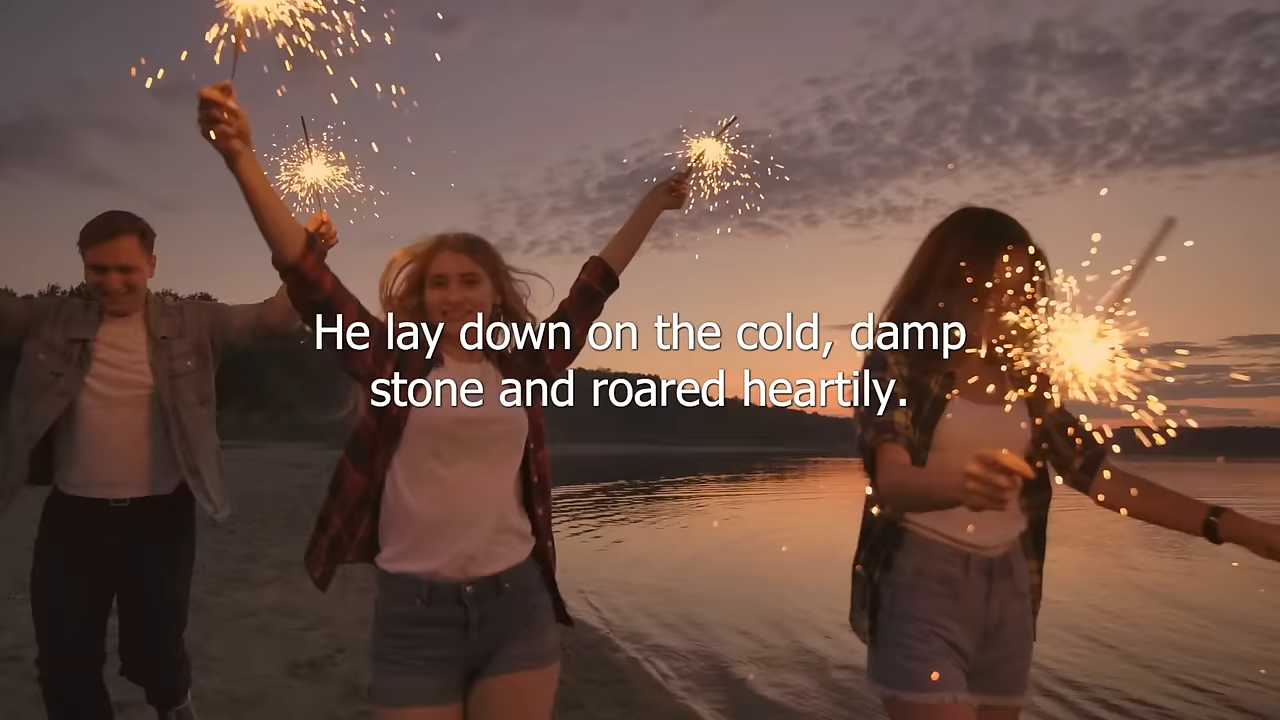 He lay down on the cold, damp
stone and roared heartily.